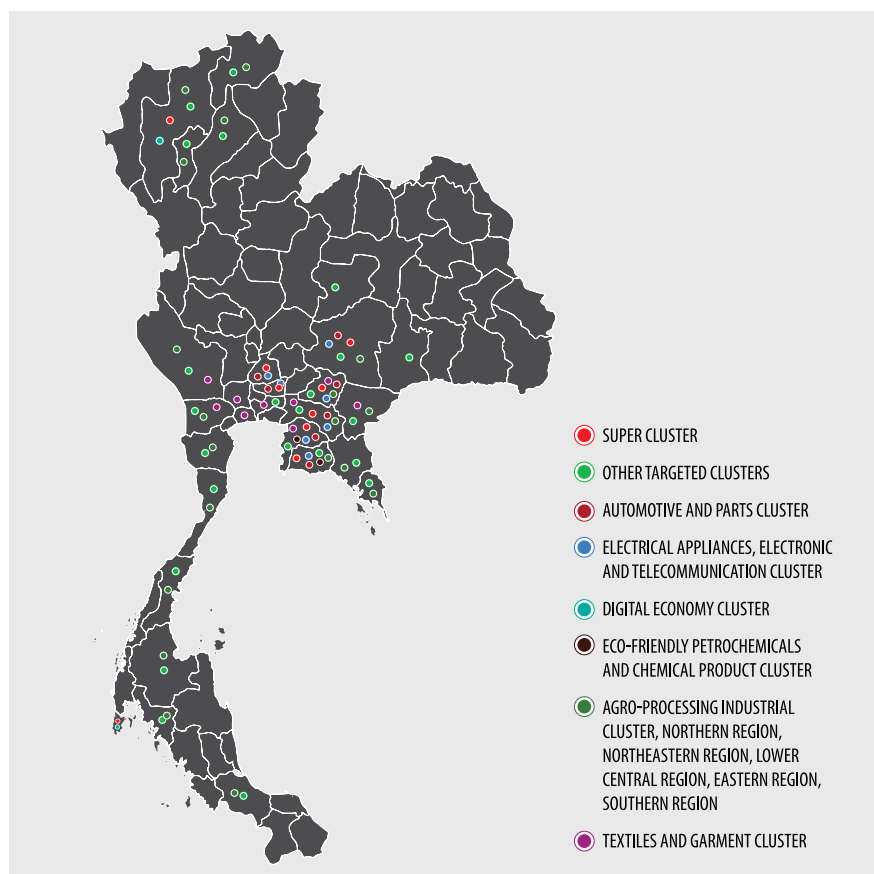 SUPER CLUSTER
OTHER TARGETED CLUSTERS
AUTOMOTIVE AND PARTS CLUSTER
ELECTRICAL APPLIANCES, ELECTRONIC
AND TELECOMMUNICATION CLUSTER
DIGITAL ECONOMY CLUSTER
ECO-FRIENDLY PETROCHEMICALS
AND CHEMICAL PRODUCT CLUSTER
AGRO-PROCESSING INDUSTRIAL
CLUSTER, NORTHERN REGION,
NORTHEASTERN REGION, LOWER
CENTRAL REGION, EASTERN REGION,
SOUTHERN REGION
TEXTILES AND GARMENT CLUSTER